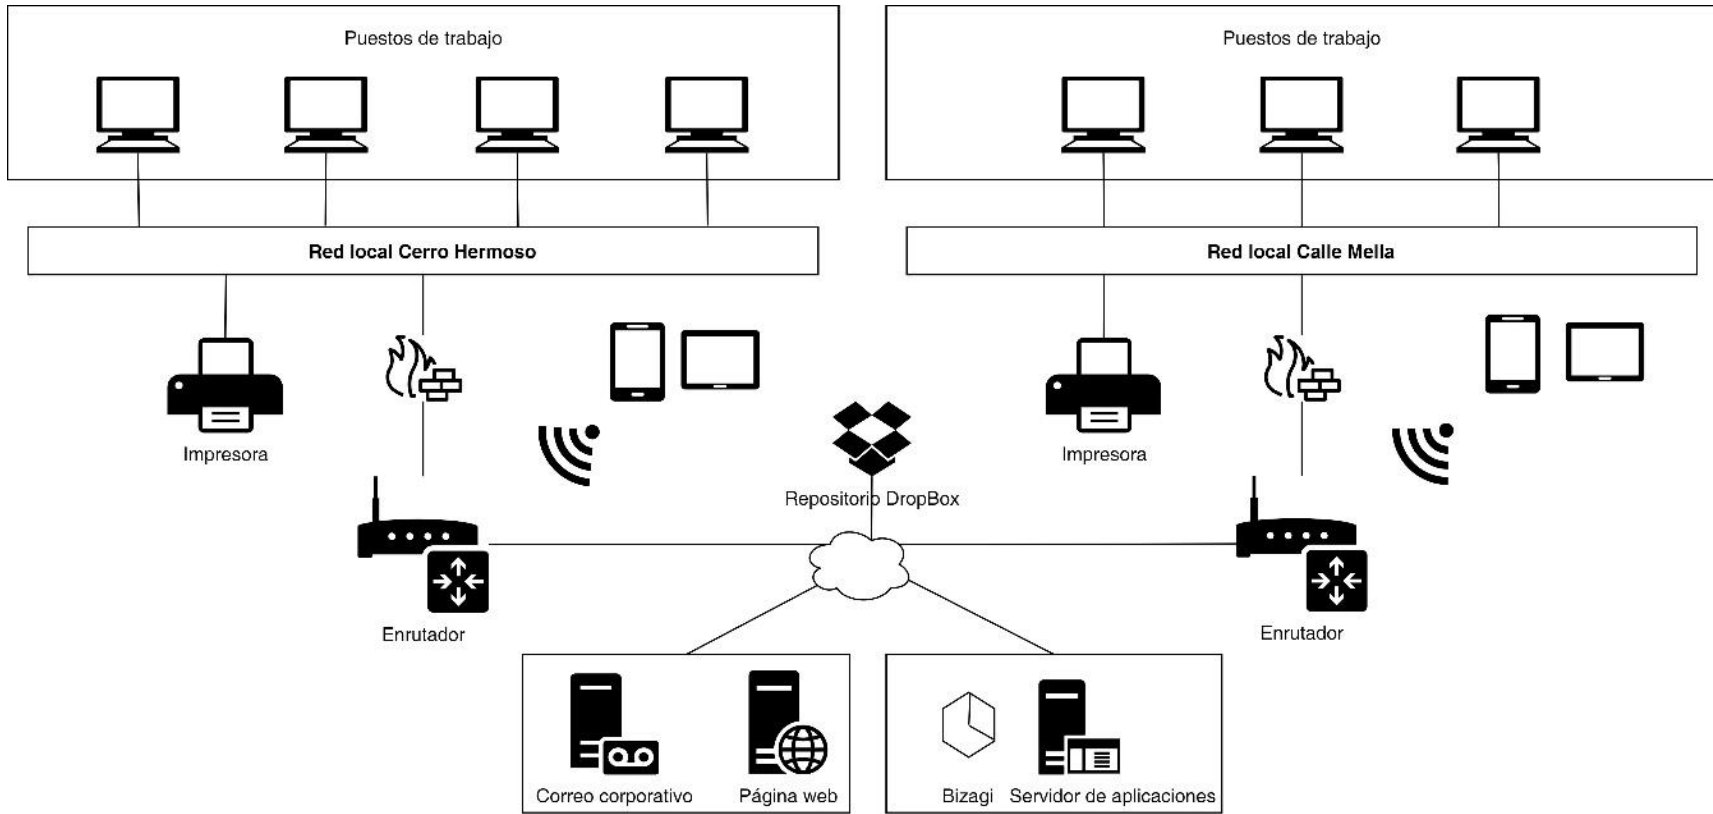 Puestos de trabajo
Puestos de trabajo
Red local Cerro Hermoso
Red local Calle Mella
Impresora
Impresora
Repositorio DropBox
Enrutador
Enrutador
Correo corporativo
Página web
Bizagi
Servidor de aplicaciones